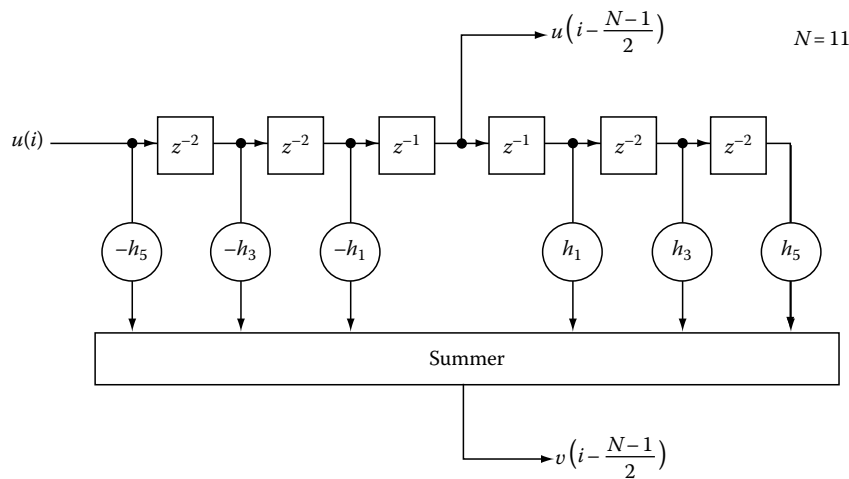 u(i − (N − 1)/2)
N = 11
u(i)
z⁻²
z⁻²
z⁻¹
z⁻¹
z⁻²
z⁻²
−h₅
−h₃
−h₁
h₁
h₃
h₅
Summer
v(i − (N − 1)/2)